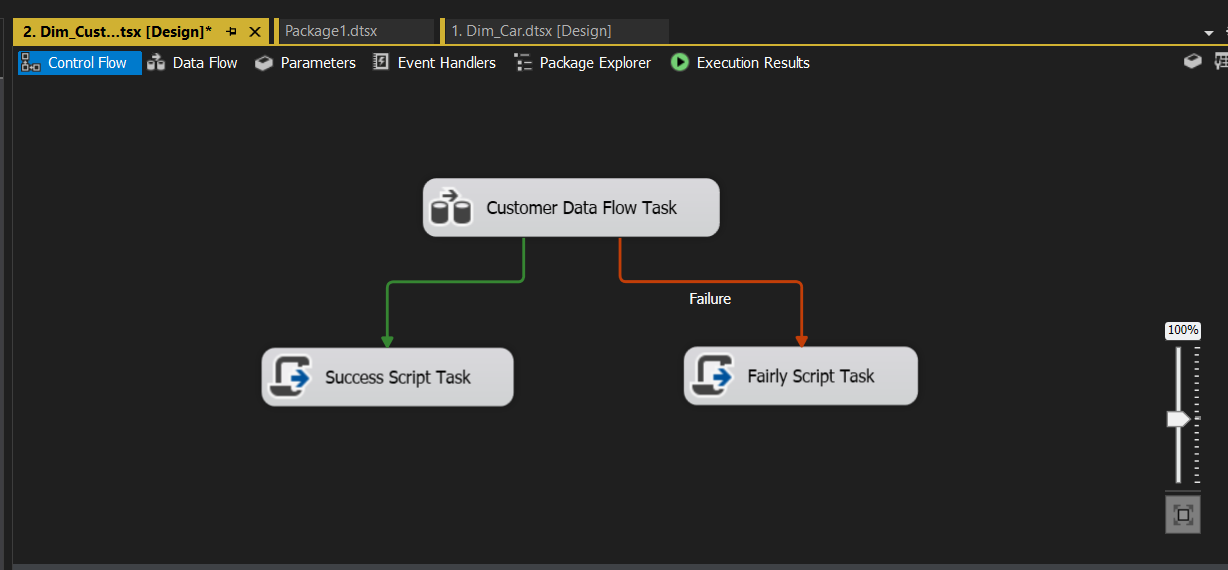 2. Dim_Cust...tsx [Design]* Package1.dtsx 1. Dim_Car.dtsx [Design]
Control Flow Data Flow Parameters Event Handlers Package Explorer Execution Results
Customer Data Flow Task
Failure
100%
Success Script Task
Fairly Script Task